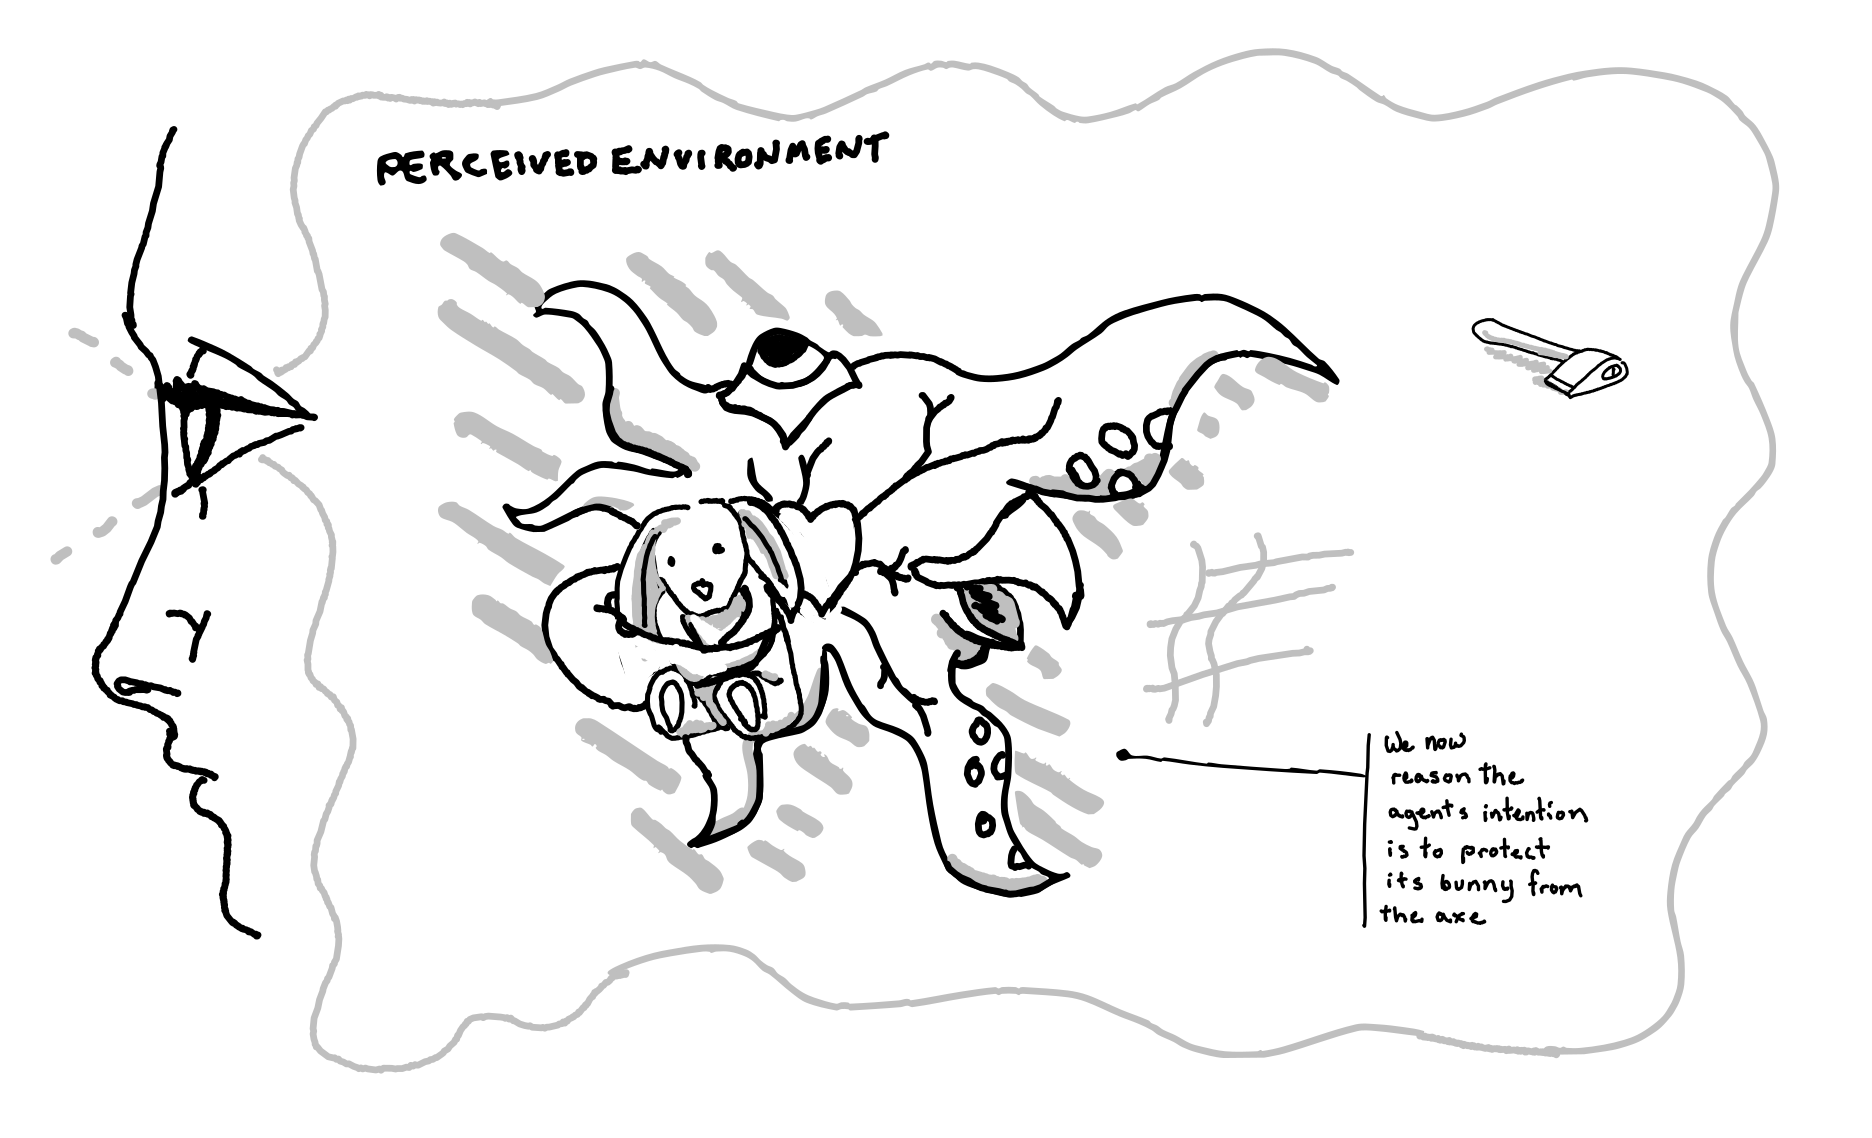 PERCEIVED ENVIRONMENT
We now
reason the
agents intention
is to protect
its bunny from
the axe